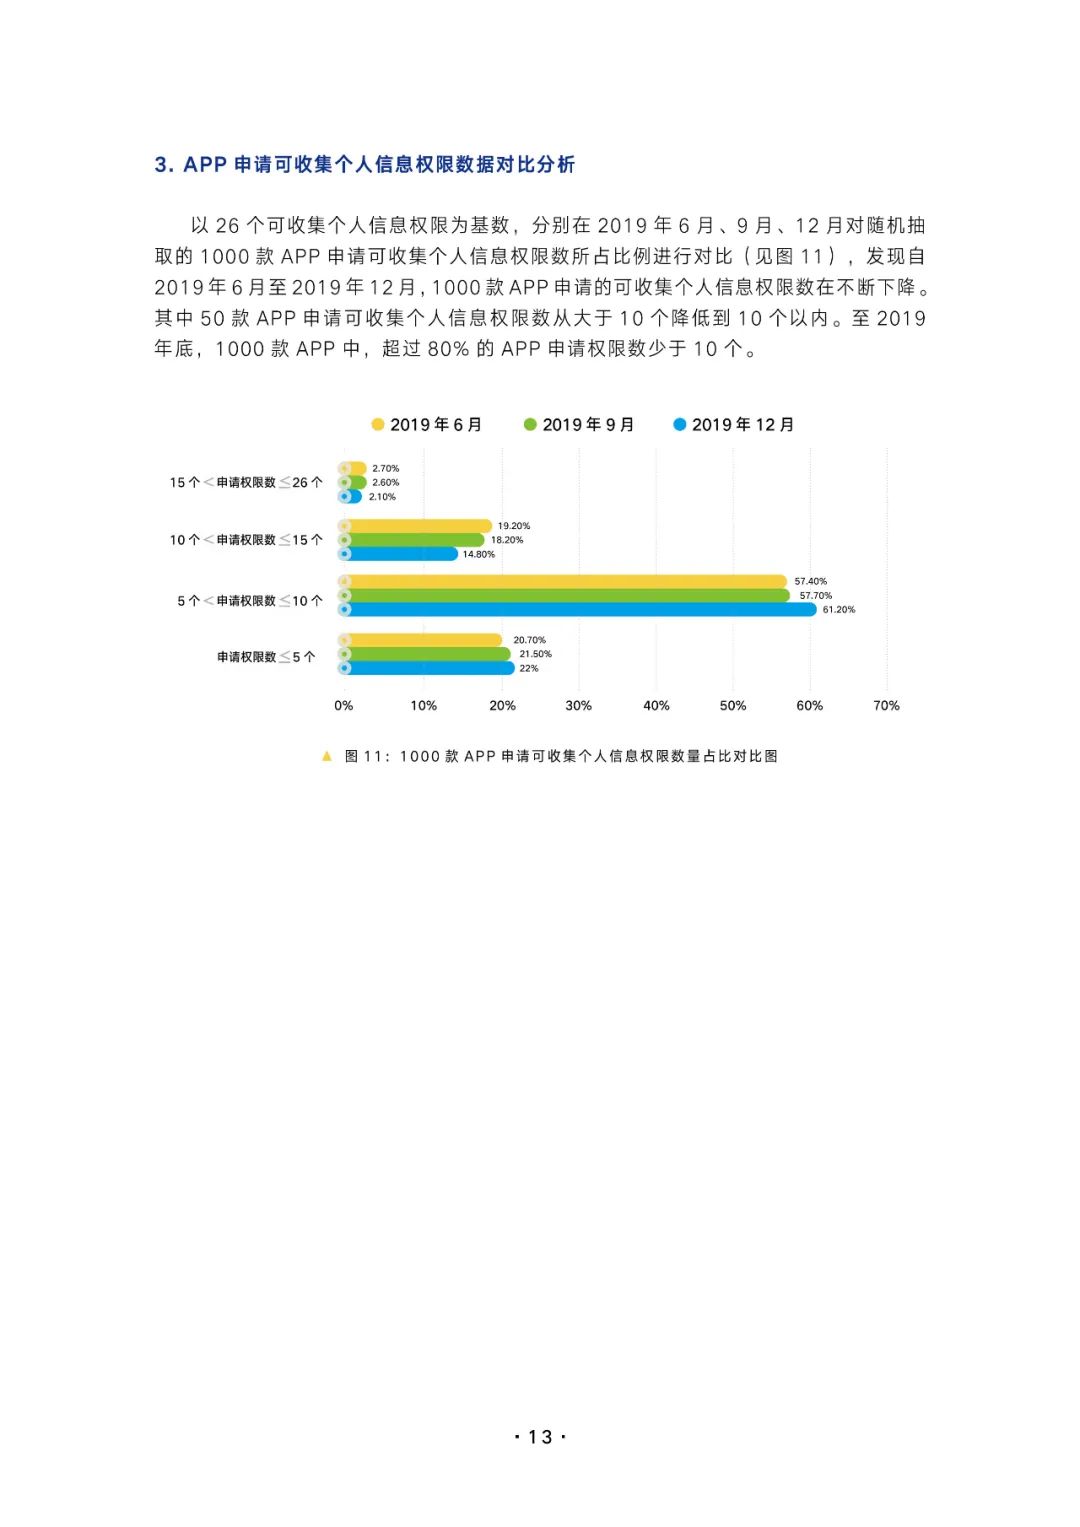 3. APP 申请可收集个人信息权限数据对比分析
以 26 个可收集个人信息权限为基数，分别在 2019 年 6 月、9 月、12 月对随机抽
取的 1000 款 APP 申请可收集个人信息权限数所占比例进行对比（见图 11），发现自
2019 年 6 月至 2019 年 12 月，1000 款 APP 申请的可收集个人信息权限数在不断下降。
其中 50 款 APP 申请可收集个人信息权限数从大于 10 个降低到 10 个以内。至 2019
年底，1000 款 APP 中，超过 80% 的 APP 申请权限数少于 10 个。
2019 年 6 月 2019 年 9 月 2019 年 12 月
2.70%
15 个＜申请权限数≤26 个 2.60%
2.10%
19.20%
10 个＜申请权限数≤15 个 18.20%
14.80%
57.40%
57.70%
5 个＜申请权限数≤10 个
61.20%
20.70%
申请权限数≤5 个 21.50%
22%
0% 10% 20% 30% 40% 50% 60% 70%
▲ 图 11：1000 款 APP 申请可收集个人信息权限数量占比对比图
· 13 ·